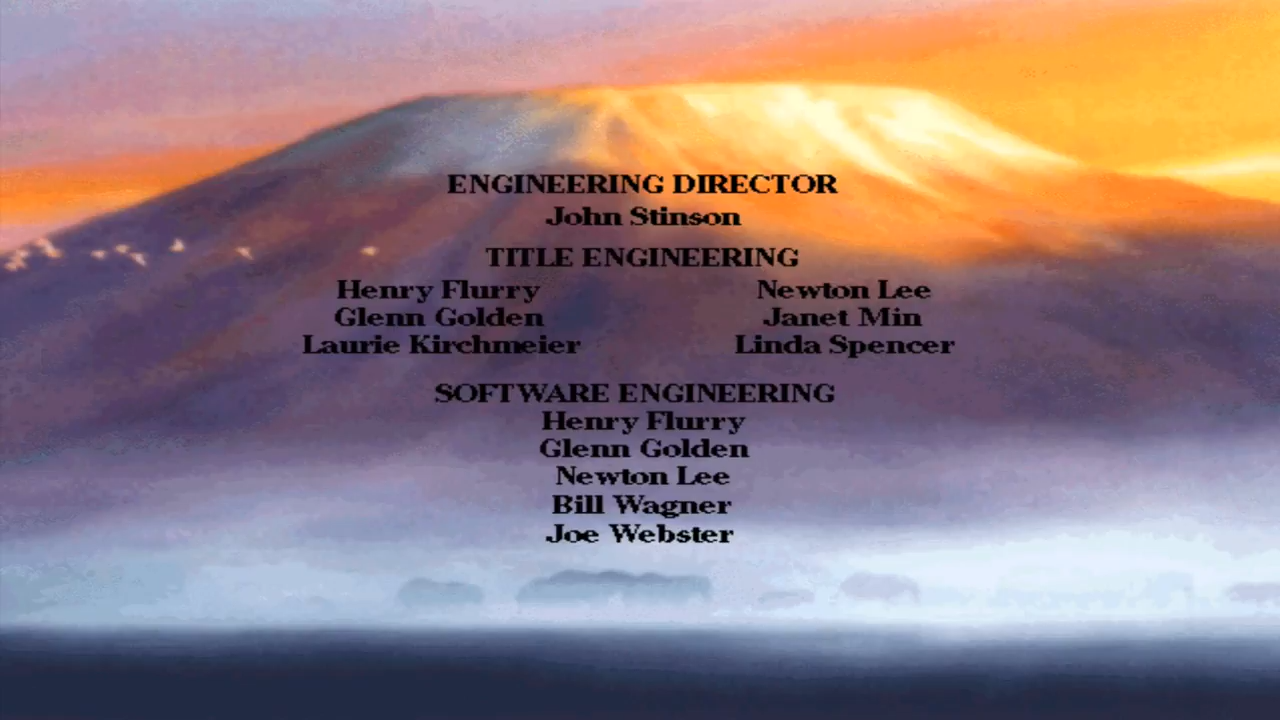 ENGINEERING DIRECTOR
John Stinson
TITLE ENGINEERING
Henry Flurry Newton Lee
Glenn Golden Janet Min
Laurie Kirchmeier Linda Spencer
SOFTWARE ENGINEERING
Henry Flurry
Glenn Golden
Newton Lee
Bill Wagner
Joe Webster